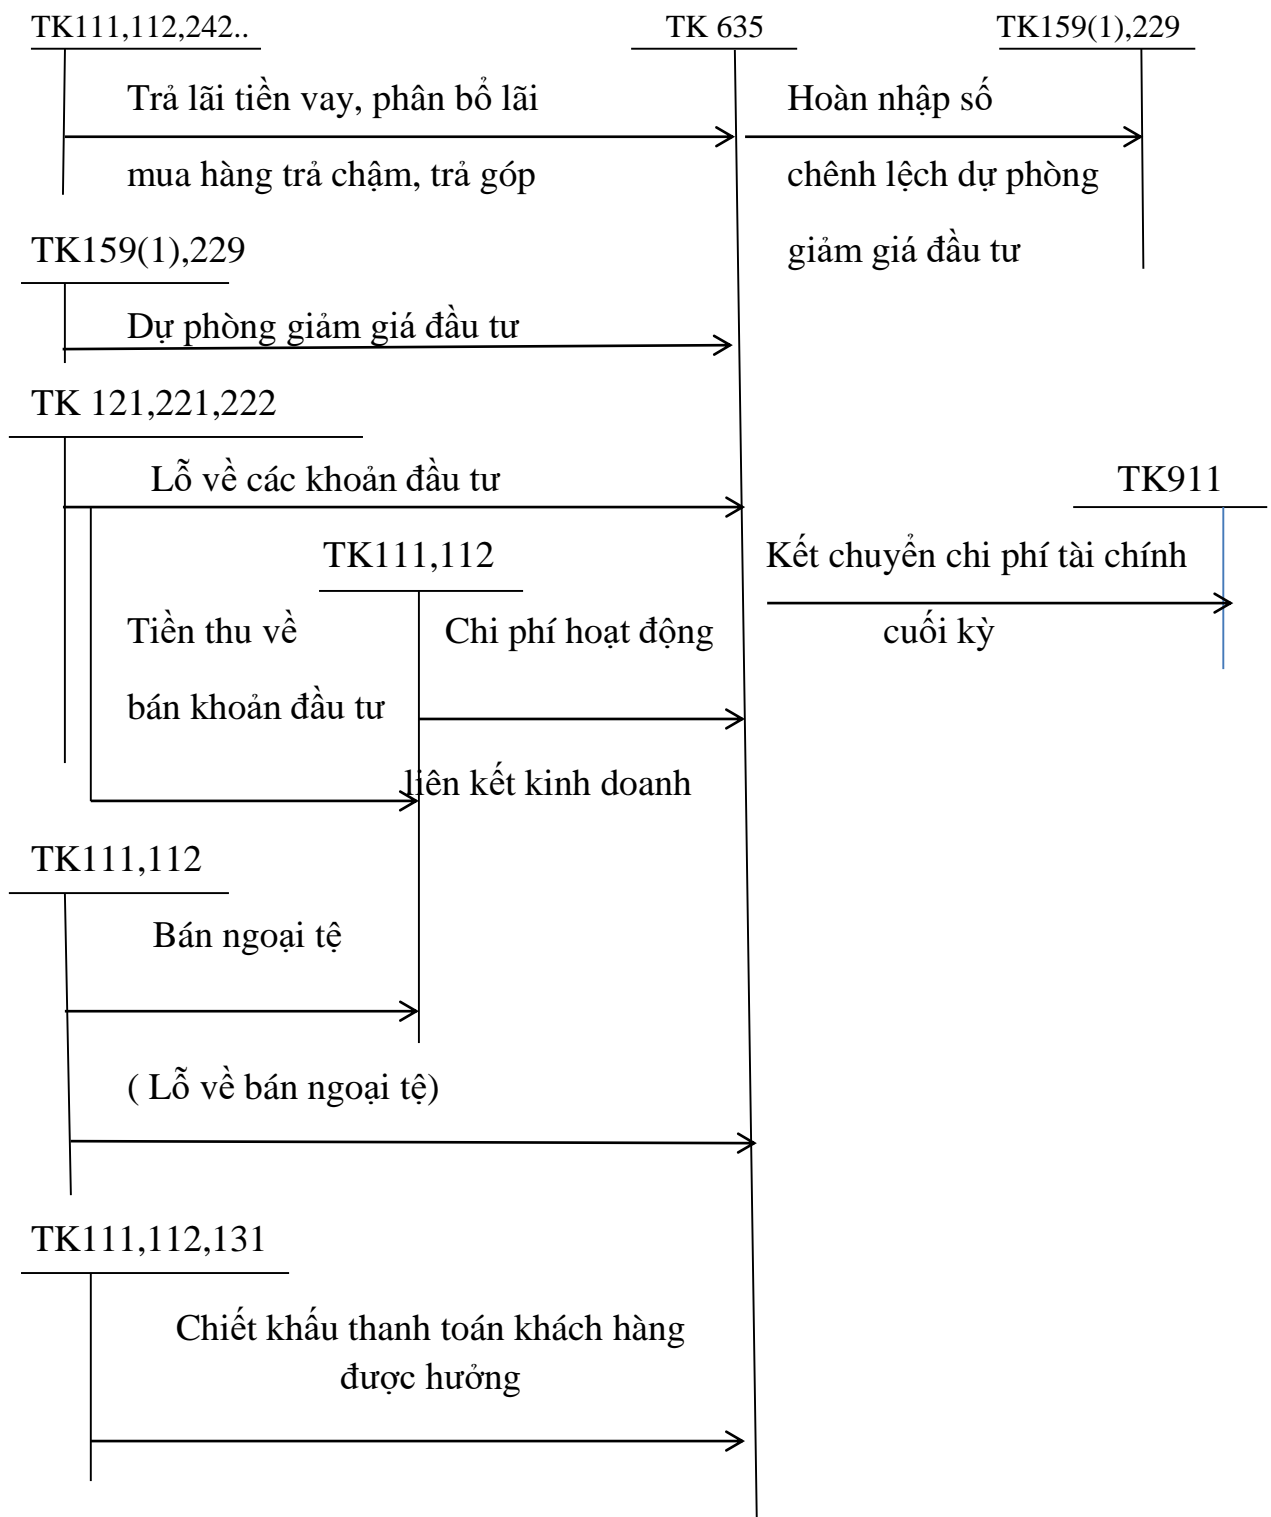 TK111,112,242..
TK 635
TK159(1),229
Trả lãi tiền vay, phân bổ lãi
mua hàng trả chậm, trả góp
Hoàn nhập số
chênh lệch dự phòng
giảm giá đầu tư
TK159(1),229
Dự phòng giảm giá đầu tư
TK 121,221,222
Lỗ về các khoản đầu tư
TK911
TK111,112
Kết chuyển chi phí tài chính
cuối kỳ
Tiền thu về
bán khoản đầu tư
Chi phí hoạt động
liên kết kinh doanh
TK111,112
Bán ngoại tệ
( Lỗ về bán ngoại tệ)
TK111,112,131
Chiết khấu thanh toán khách hàng
được hưởng